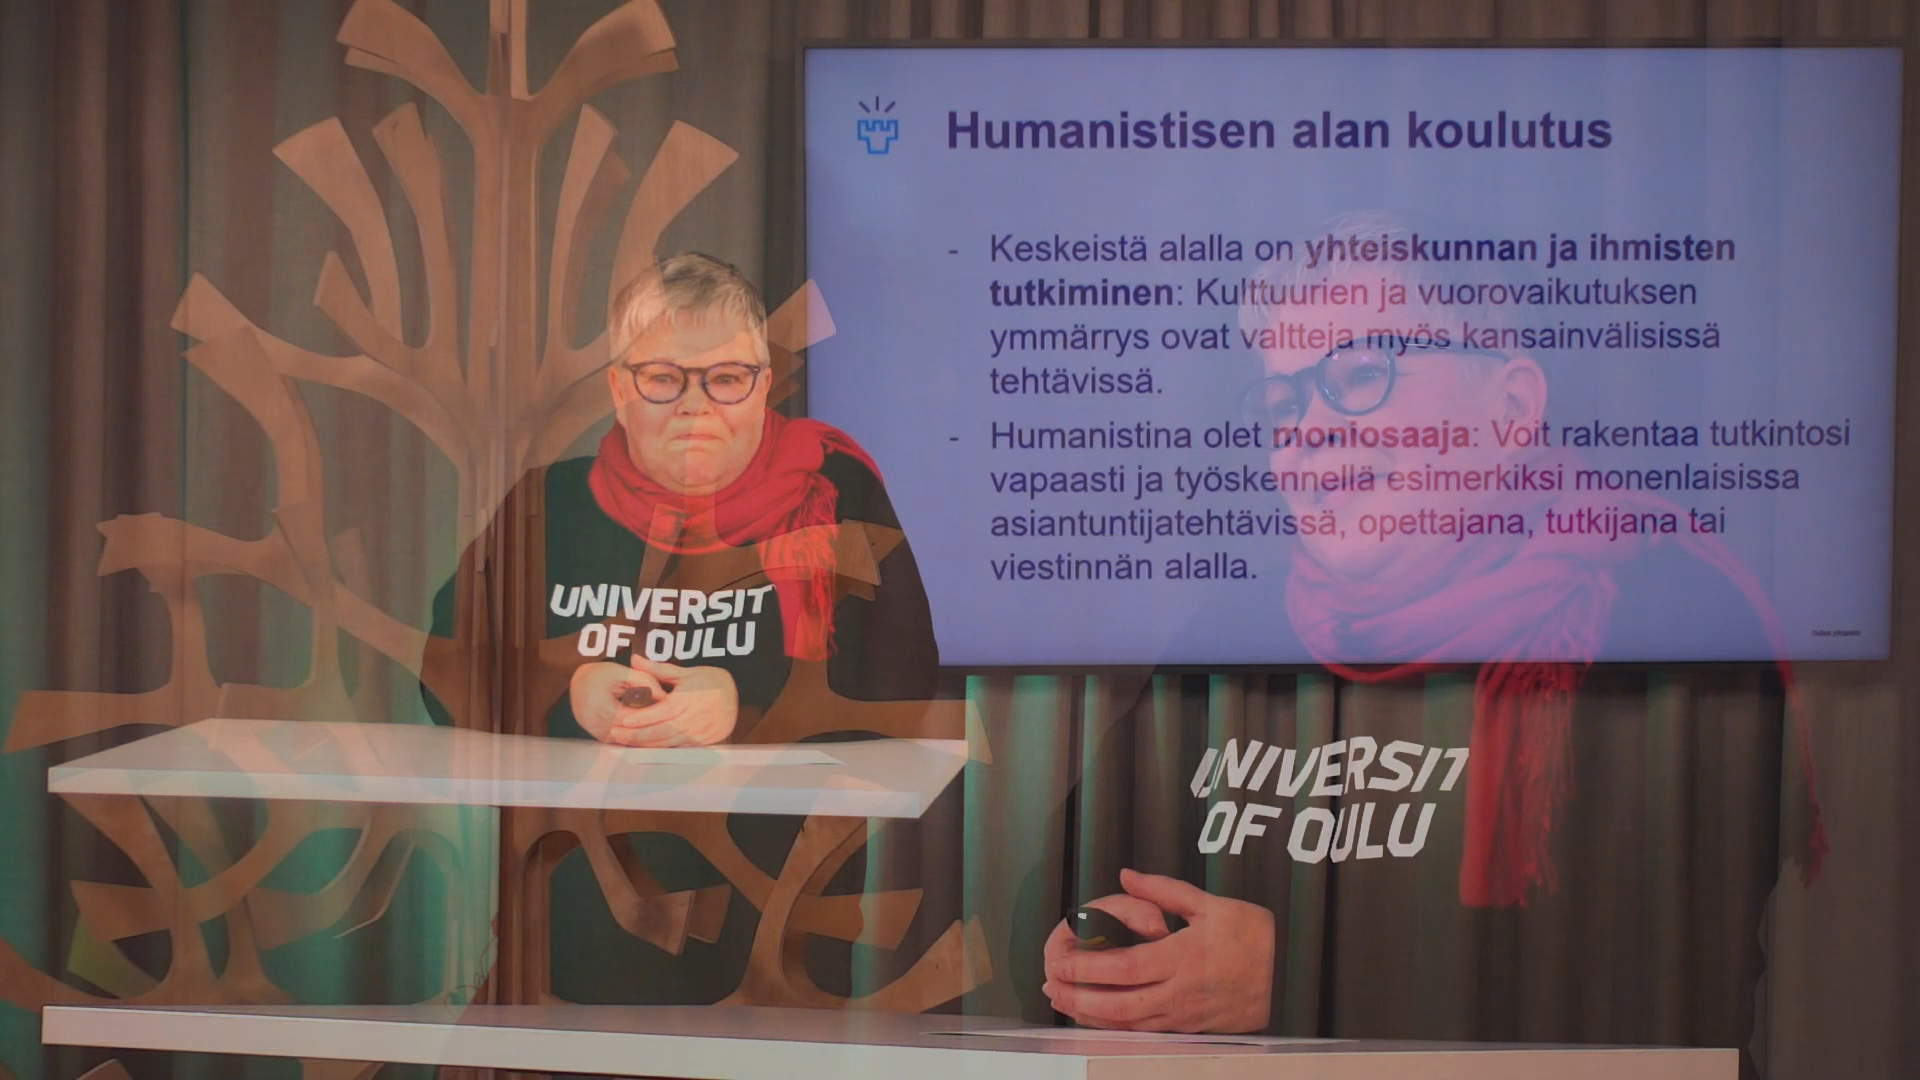 Humanistisen alan koulutus
- Keskeistä alalla on yhteiskunnan ja ihmisten
tutkiminen: Kulttuurien ja vuorovaikutuksen
ymmärrys ovat valtteja myös kansainvälisissä
tehtävissä.
- Humanistina olet moniosaaja: Voit rakentaa tutkintosi
vapaasti ja työskennellä esimerkiksi monenlaisissa
asiantuntijatehtävissä, opettajana, tutkijana tai
viestinnän alalla.
Oulun yliopisto
UNIVERSIT
OF OULU
UNIVERSIT
OF OULU